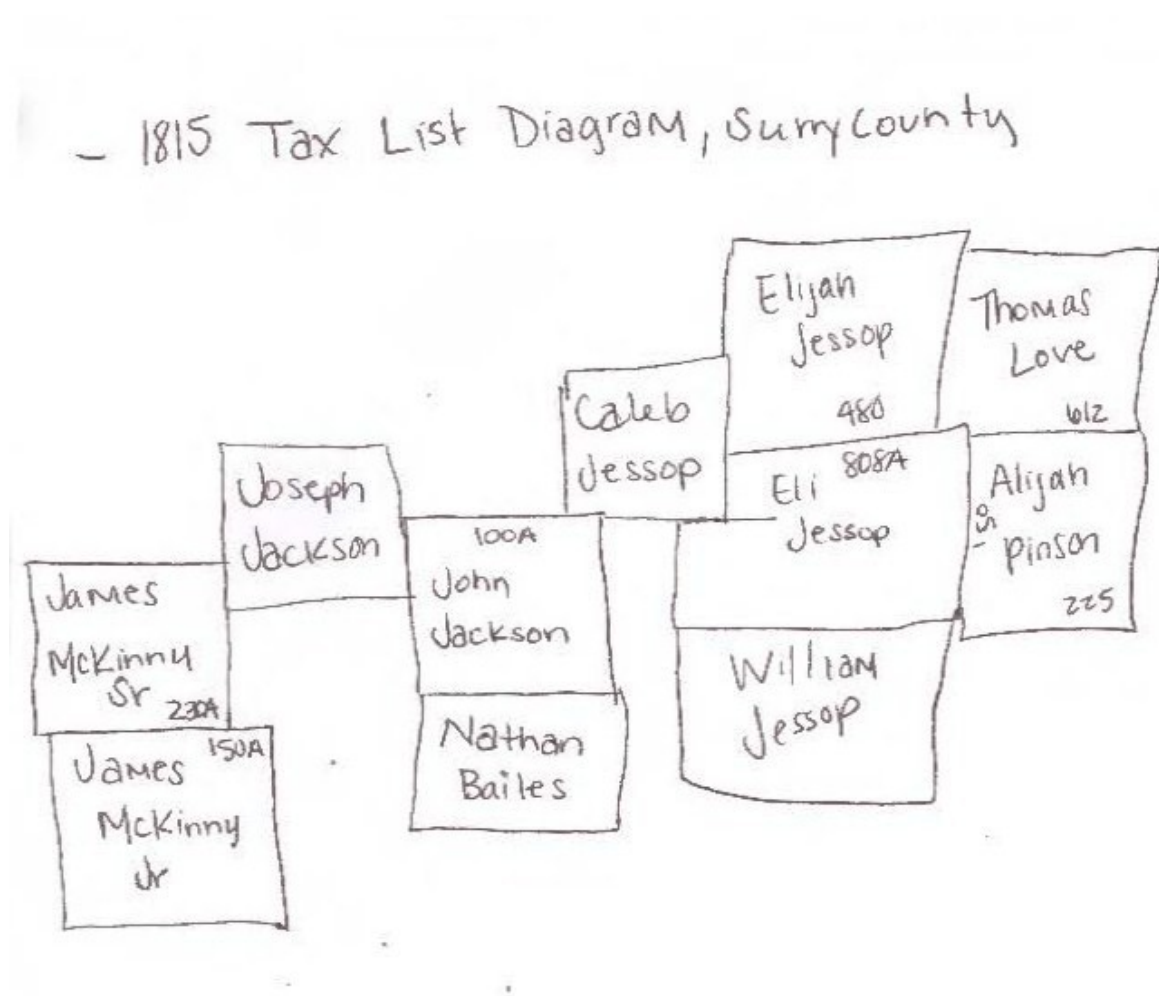 - 1815 Tax List Diagram, Surry County
Elijah
Jessop
480
Thomas
Love
612
Caleb
Jessop
808A
Eli
Jessop
Alijah
Pinson
225
Joseph
Jackson
100A
John
Jackson
James
McKinny
Sr
230A
William
Jessop
Nathan
Bailes
150A
James
McKinny
Jr